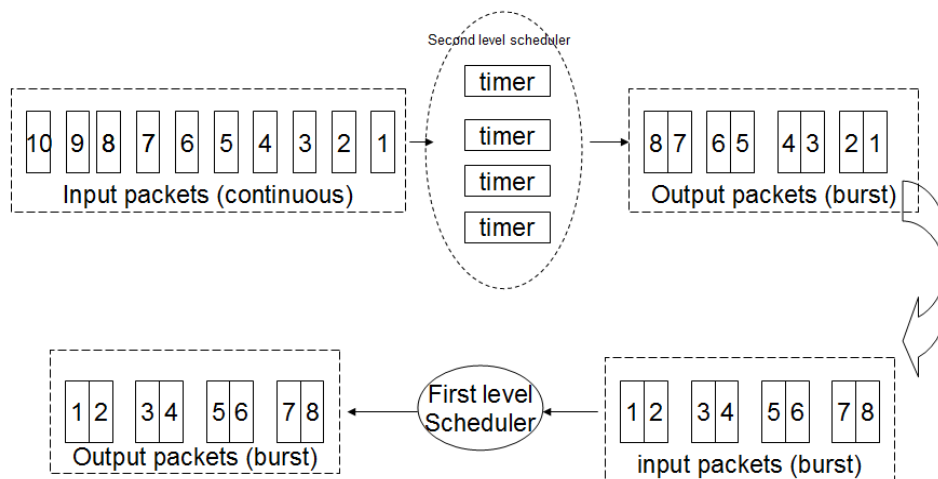 Second level scheduler
timer
timer
timer
timer
10 9 8 7 6 5 4 3 2 1
Input packets (continuous)
8 7 6 5 4 3 2 1
Output packets (burst)
1 2 3 4 5 6 7 8
Output packets (burst)
First level
Scheduler
1 2 3 4 5 6 7 8
input packets (burst)